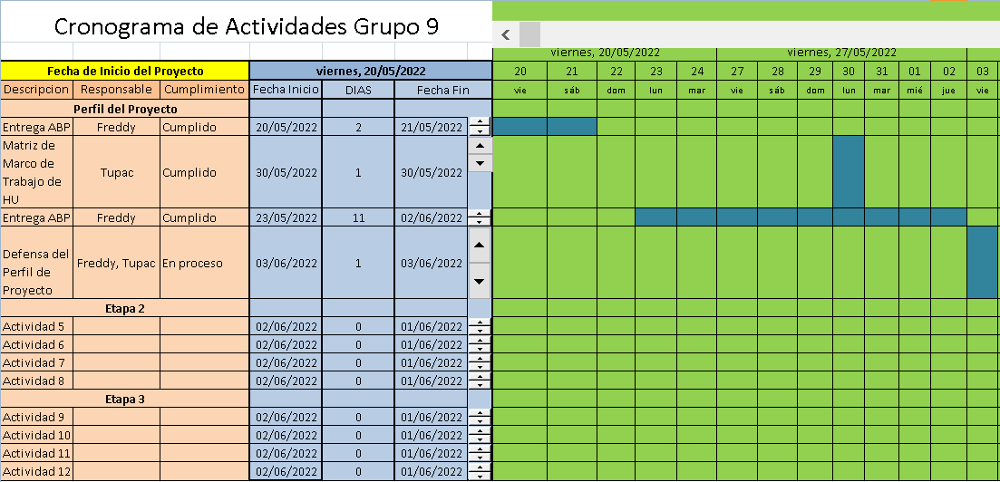 Cronograma de Actividades Grupo 9
viernes, 20/05/2022 viernes, 27/05/2022
Fecha de Inicio del Proyecto viernes, 20/05/2022 20 21 22 23 24 27 28 29 30 31 01 02 03
Descripcion Responsable Cumplimiento Fecha Inicio DIAS Fecha Fin vie sáb dom lun mar vie sáb dom lun mar mié jue vie
Perfil del Proyecto
Entrega ABP Freddy Cumplido 20/05/2022 2 21/05/2022
Matriz de
Marco de
Trabajo de
HU
Tupac Cumplido 30/05/2022 1 30/05/2022
Entrega ABP Freddy Cumplido 23/05/2022 11 02/06/2022
Defensa del
Perfil de
Proyecto
Freddy, Tupac En proceso 03/06/2022 1 03/06/2022
Etapa 2
Actividad 5 02/06/2022 0 01/06/2022
Actividad 6 02/06/2022 0 01/06/2022
Actividad 7 02/06/2022 0 01/06/2022
Actividad 8 02/06/2022 0 01/06/2022
Etapa 3
Actividad 9 02/06/2022 0 01/06/2022
Actividad 10 02/06/2022 0 01/06/2022
Actividad 11 02/06/2022 0 01/06/2022
Actividad 12 02/06/2022 0 01/06/2022